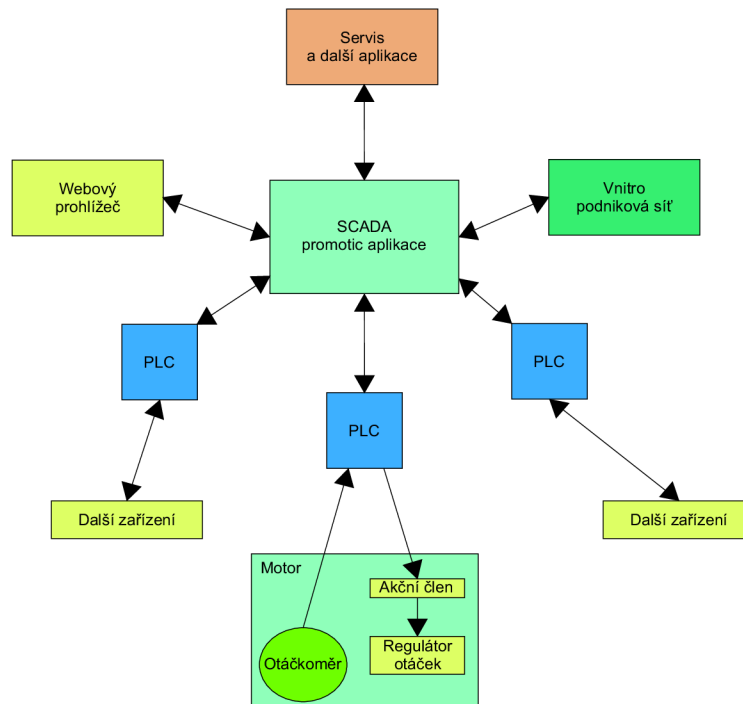 Servis
a další aplikace
Webový
prohlížeč
Vnitro
podniková síť
SCADA
promotic aplikace
PLC
PLC
PLC
Další zařízení
Další zařízení
Motor
Akční člen
Otáčkoměr
Regulátor
otáček